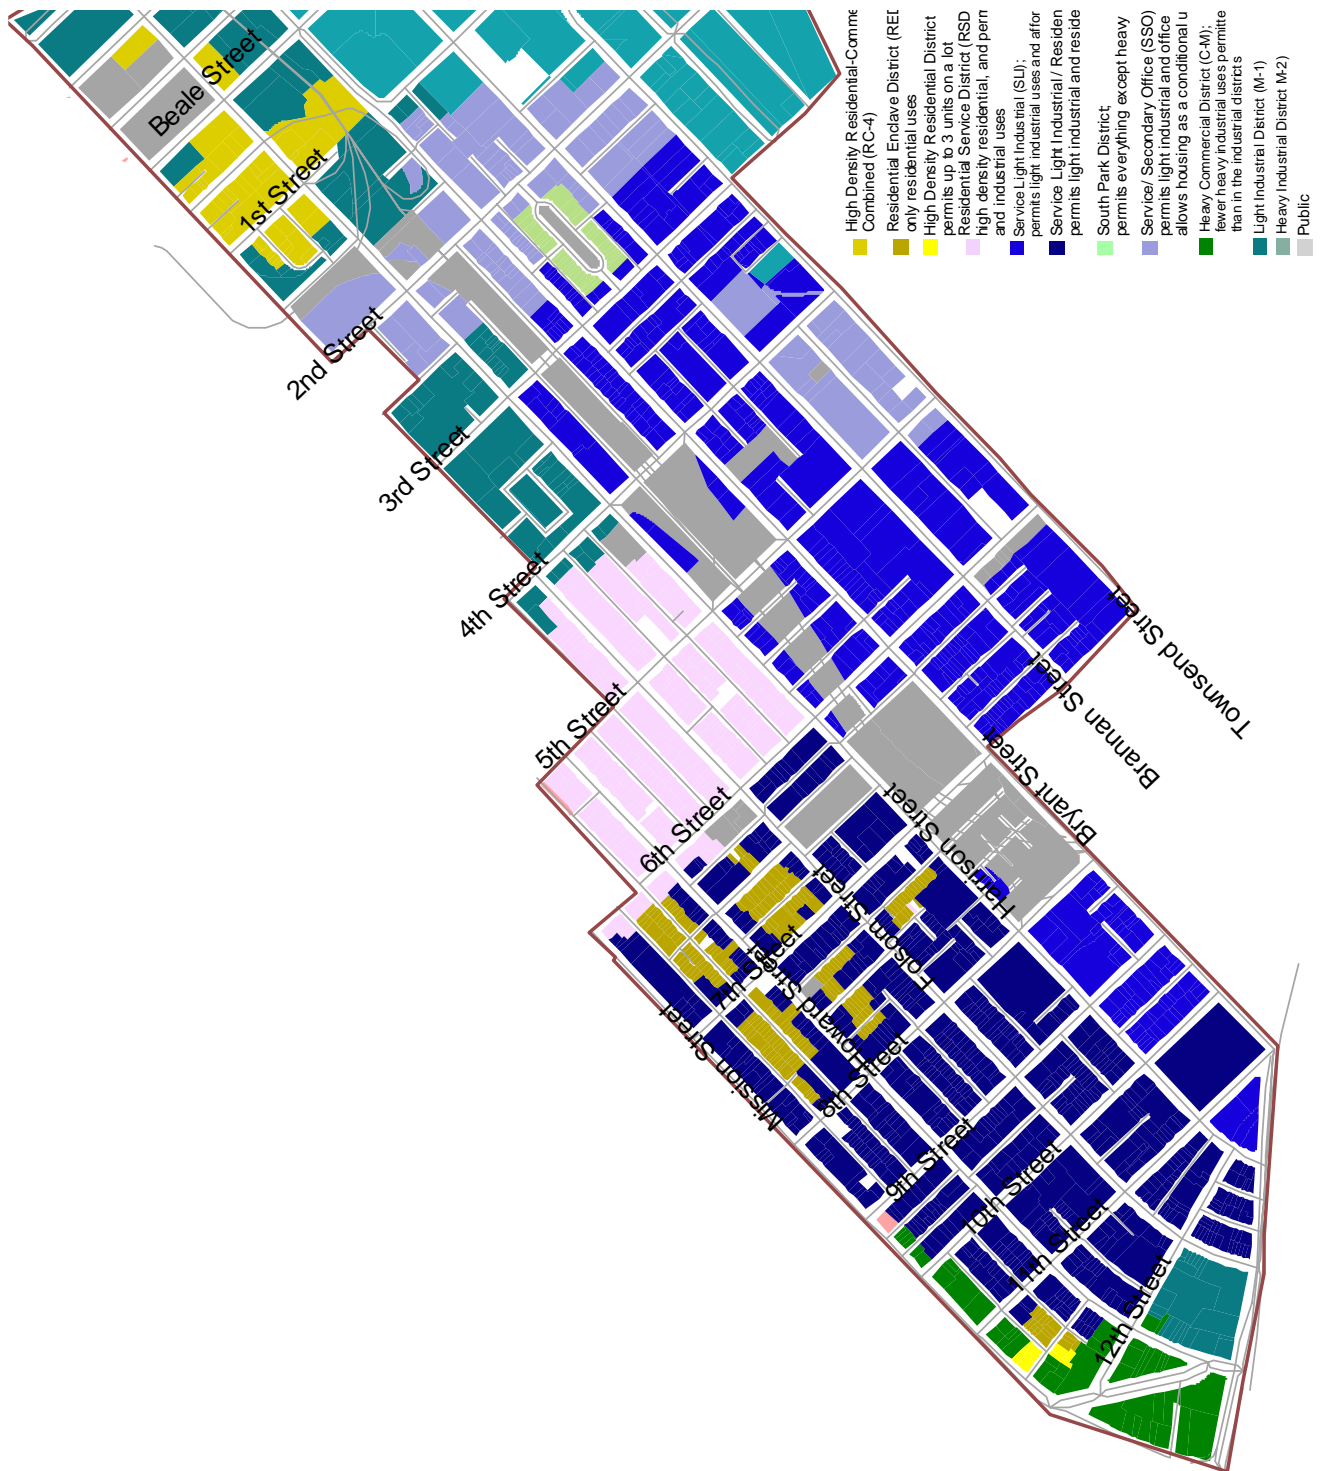 Beale Street
1st Street
2nd Street
3rd Street
4th Street
5th Street
6th Street
7th Street
8th Street
9th Street
10th Street
11th Street
12th Street
Mission Street
Howard Street
Folsom Street
Harrison Street
Bryant Street
Brannan Street
Townsend Street
High Density Residential-Comme
Combined (RC-4)
Residential Enclave District (RED
only residential uses
High Density Residential District
permits up to 3 units on a lot
Residential Service District (RSD
high density residential, and perm
and industrial uses
Service Light Industrial (SLI);
permits light industrial uses and affor
Service Light Industrial / Residen
permits light industrial and reside
South Park District;
permits everything except heavy
Service/ Secondary Office (SSO)
permits light industrial and office
allows housing as a conditional u
Heavy Commercial District (C-M);
fewer heavy industrial uses permitte
than in the industrial districts
Light Industrial District (M-1)
Heavy Industrial District M-2)
Public